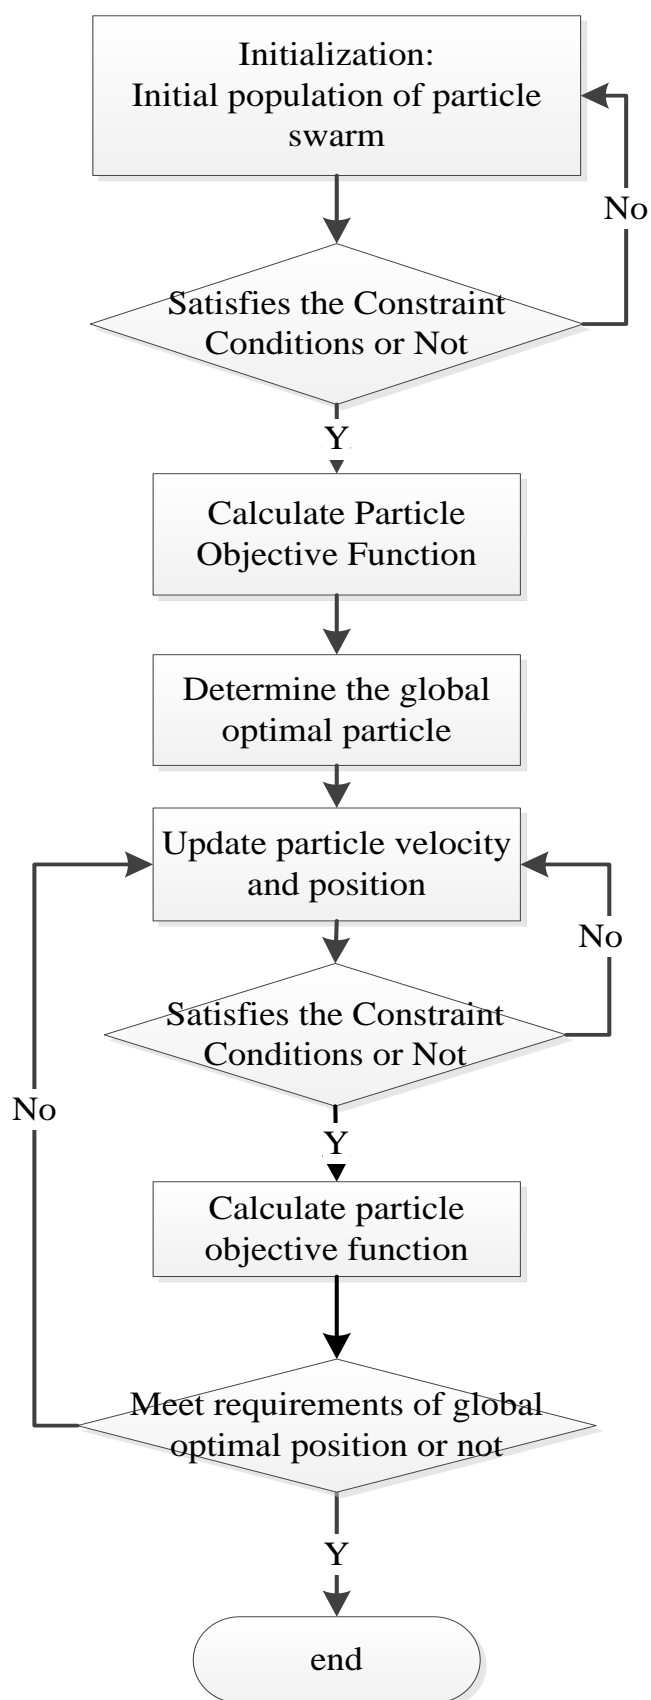 Initialization:
Initial population of particle
swarm
No
Satisfies the Constraint
Conditions or Not
Y
Calculate Particle
Objective Function
Determine the global
optimal particle
Update particle velocity
and position
No
Satisfies the Constraint
Conditions or Not
No
Y
Calculate particle
objective function
Meet requirements of global
optimal position or not
Y
end